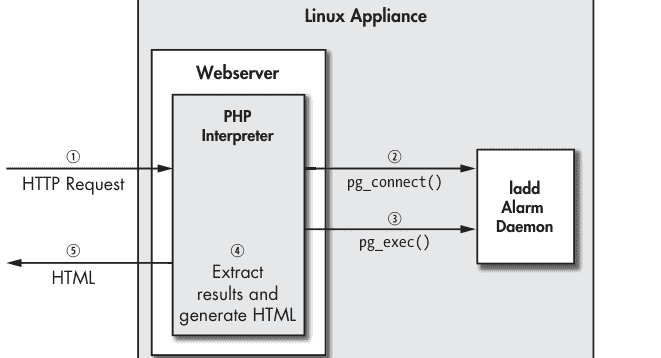 Linux Appliance
Webserver
PHP
Interpreter
①
HTTP Request
②
pg_connect()
ladd
Alarm
Daemon
③
pg_exec()
④
Extract
results and
generate HTML
⑤
HTML